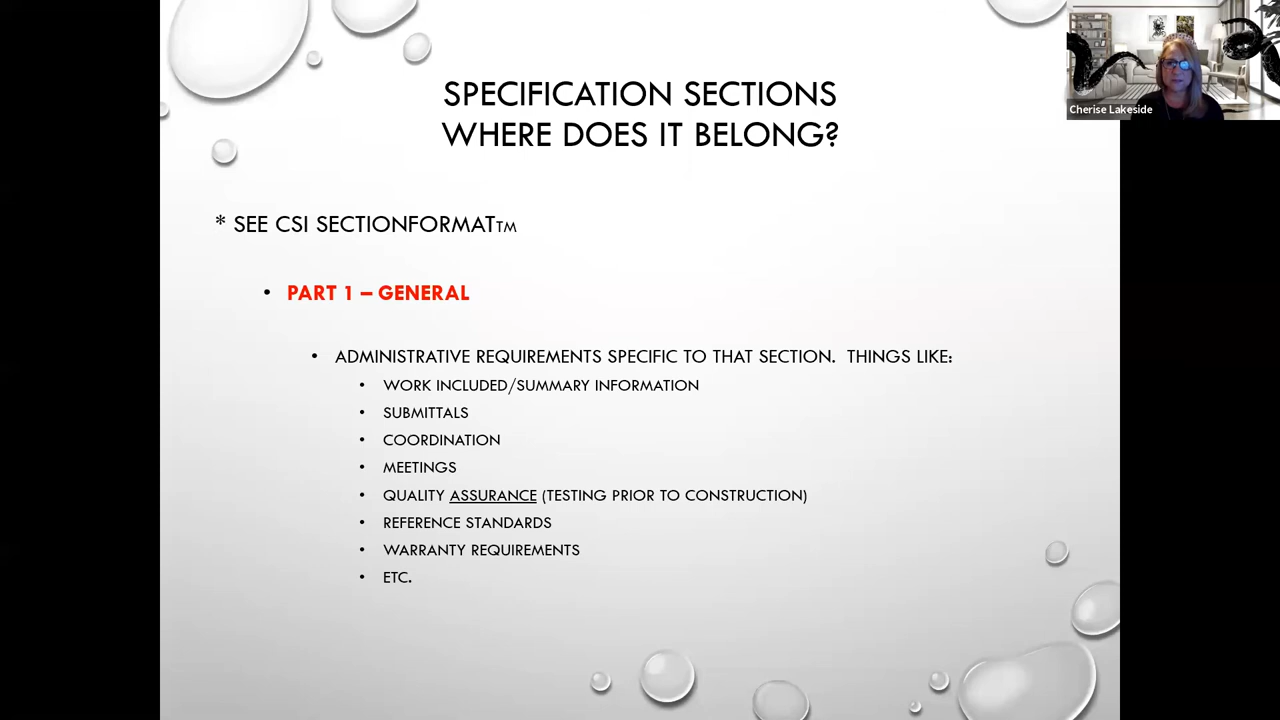 SPECIFICATION SECTIONS
WHERE DOES IT BELONG?
Cherise Lakeside
* SEE CSI SECTIONFORMATTM
• PART 1 – GENERAL
• ADMINISTRATIVE REQUIREMENTS SPECIFIC TO THAT SECTION. THINGS LIKE:
• WORK INCLUDED/SUMMARY INFORMATION
• SUBMITTALS
• COORDINATION
• MEETINGS
• QUALITY ASSURANCE (TESTING PRIOR TO CONSTRUCTION)
• REFERENCE STANDARDS
• WARRANTY REQUIREMENTS
• ETC.